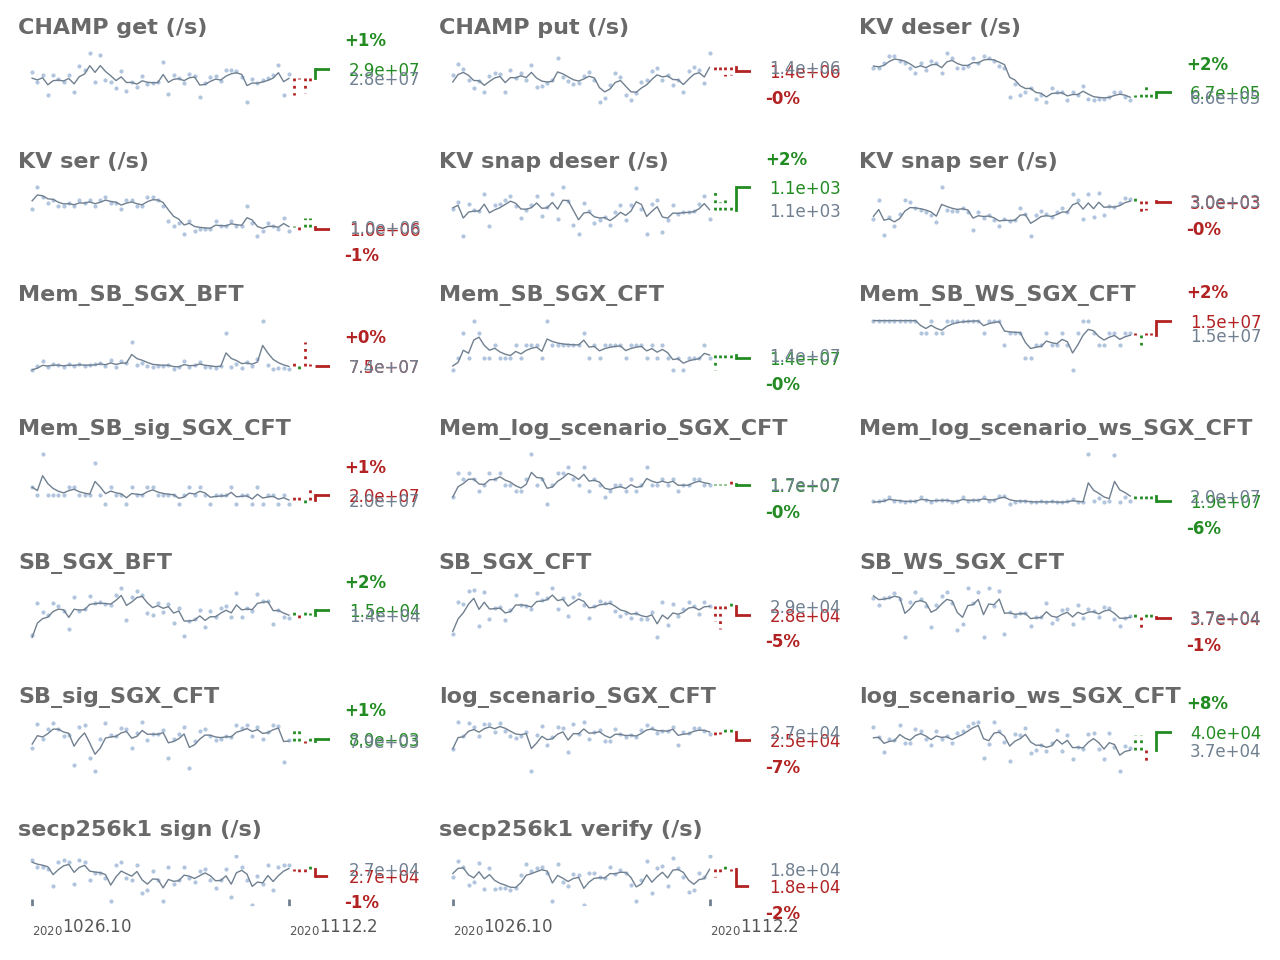 CHAMP get (/s)
+1%
2.9e+07
2.8e+07
CHAMP put (/s)
1.4e+06
1.4e+06
-0%
KV deser (/s)
+2%
6.7e+05
6.6e+05
KV ser (/s)
1.0e+06
1.0e+06
-1%
KV snap deser (/s)
+2%
1.1e+03
1.1e+03
KV snap ser (/s)
3.0e+03
3.0e+03
-0%
Mem_SB_SGX_BFT
+0%
Mem_SB_SGX_CFT
1.4e+07
1.4e+07
-0%
Mem_SB_WS_SGX_CFT
+2%
1.5e+07
1.5e+07
Mem_SB_sig_SGX_CFT
+1%
2.0e+07
2.0e+07
Mem_log_scenario_SGX_CFT
1.7e+07
1.7e+07
-0%
Mem_log_scenario_ws_SGX_CFT
2.0e+07
1.9e+07
-6%
SB_SGX_BFT
+2%
1.5e+04
1.4e+04
SB_SGX_CFT
2.9e+04
2.8e+04
-5%
SB_WS_SGX_CFT
3.7e+04
3.7e+04
-1%
SB_sig_SGX_CFT
+1%
8.0e+03
7.9e+03
log_scenario_SGX_CFT
2.7e+04
2.5e+04
-7%
log_scenario_ws_SGX_CFT
+8%
4.0e+04
3.7e+04
secp256k1 sign (/s)
2.7e+04
2.7e+04
-1%
2020 1026.10
2020 1112.2
secp256k1 verify (/s)
1.8e+04
1.8e+04
-2%
2020 1026.10
2020 1112.2